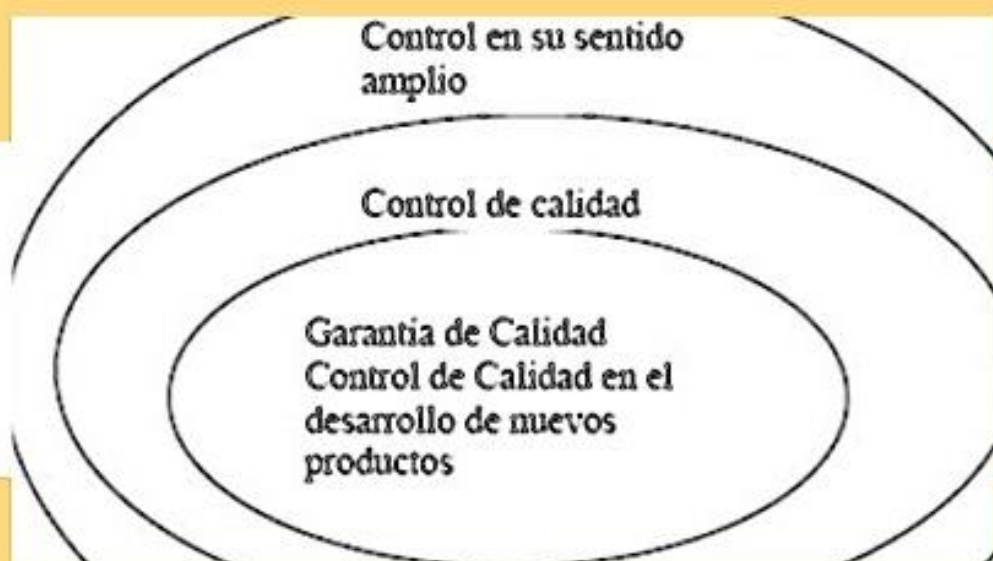 Control en su sentido
amplio
Control de calidad
Garantia de Calidad
Control de Calidad en el
desarrollo de nuevos
productos